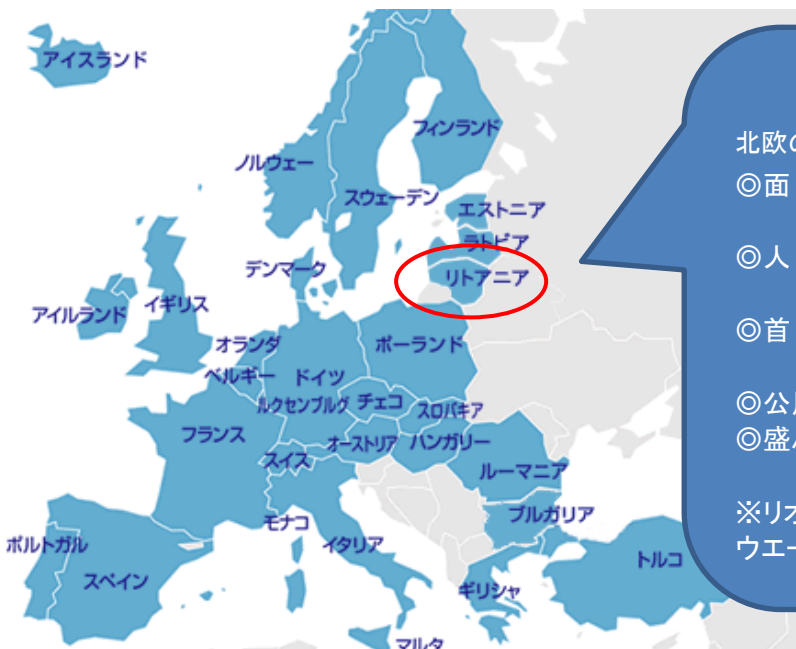 アイスランド
フィンランド
ノルウェー
スウェーデン
エストニア
ラトビア
デンマーク
リトアニア
イギリス
アイルランド
オランダ
ポーランド
ベルギー
ドイツ
ルクセンブルグ
チェコ
スロバキア
フランス
オーストリア
ハンガリー
スイス
ルーマニア
モナコ
ブルガリア
ポルトガル
イタリア
スペイン
トルコ
ギリシャ
マルタ
北欧の
◎面
◎人
◎首
◎公
◎盛
※リオ
ウエー